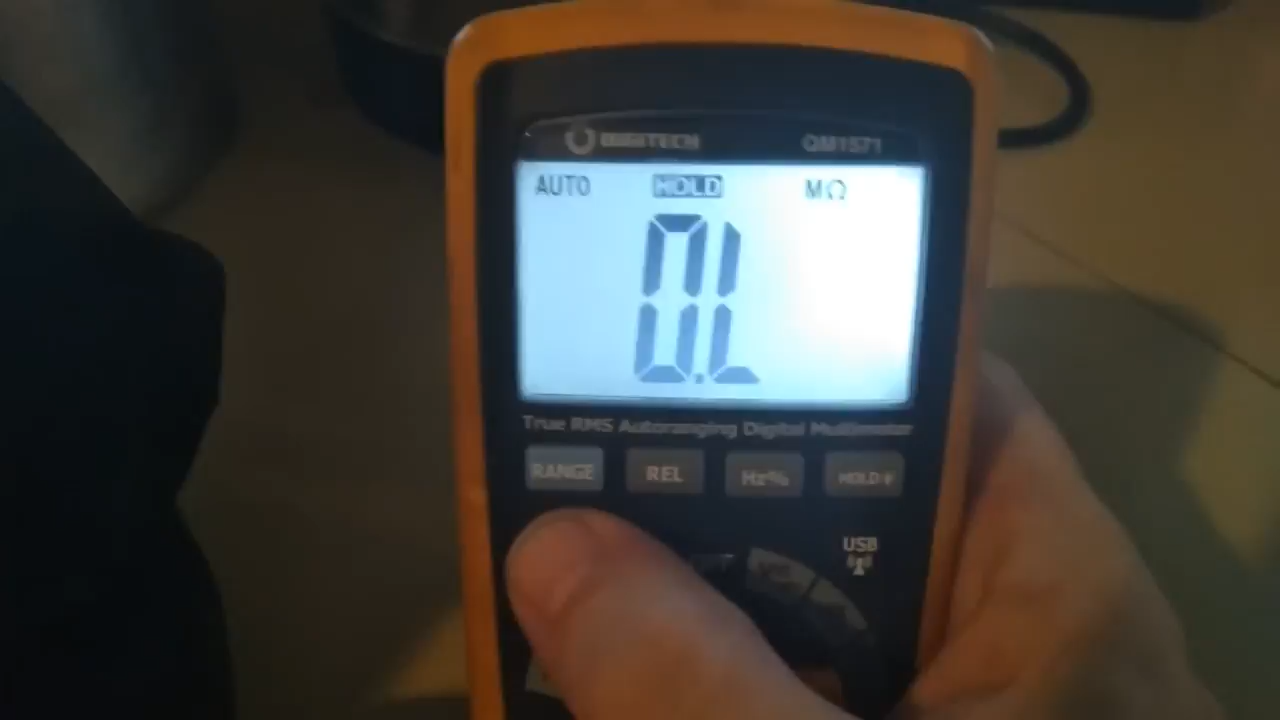 DIGITECH QM1571
AUTO HOLD MΩ
0.L
True RMS Autoranging Digital Multimeter
RANGE REL Hz% HOLD
USB